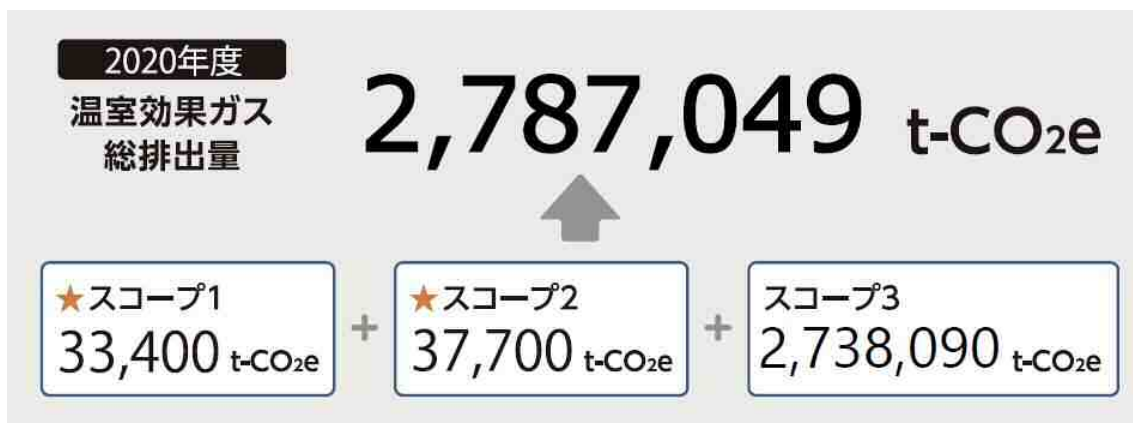 2020年度
温室効果ガス
総排出量
2,787,049 t-CO2e
★スコープ1
33,400 t-CO2e
+
★スコープ2
37,700 t-CO2e
+
スコープ3
2,738,090 t-CO2e